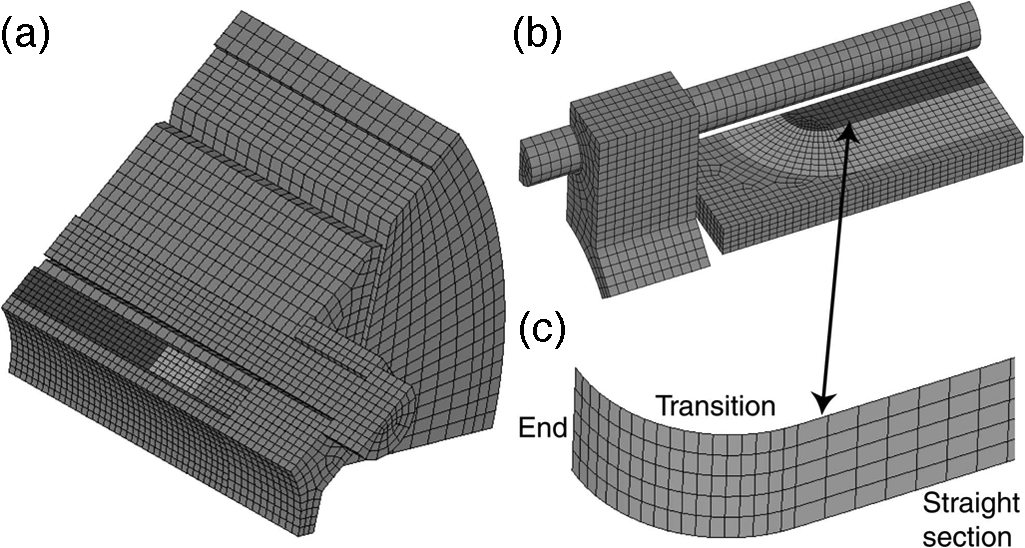 (a)
(b)
(c)
Transition
End
Straight
section